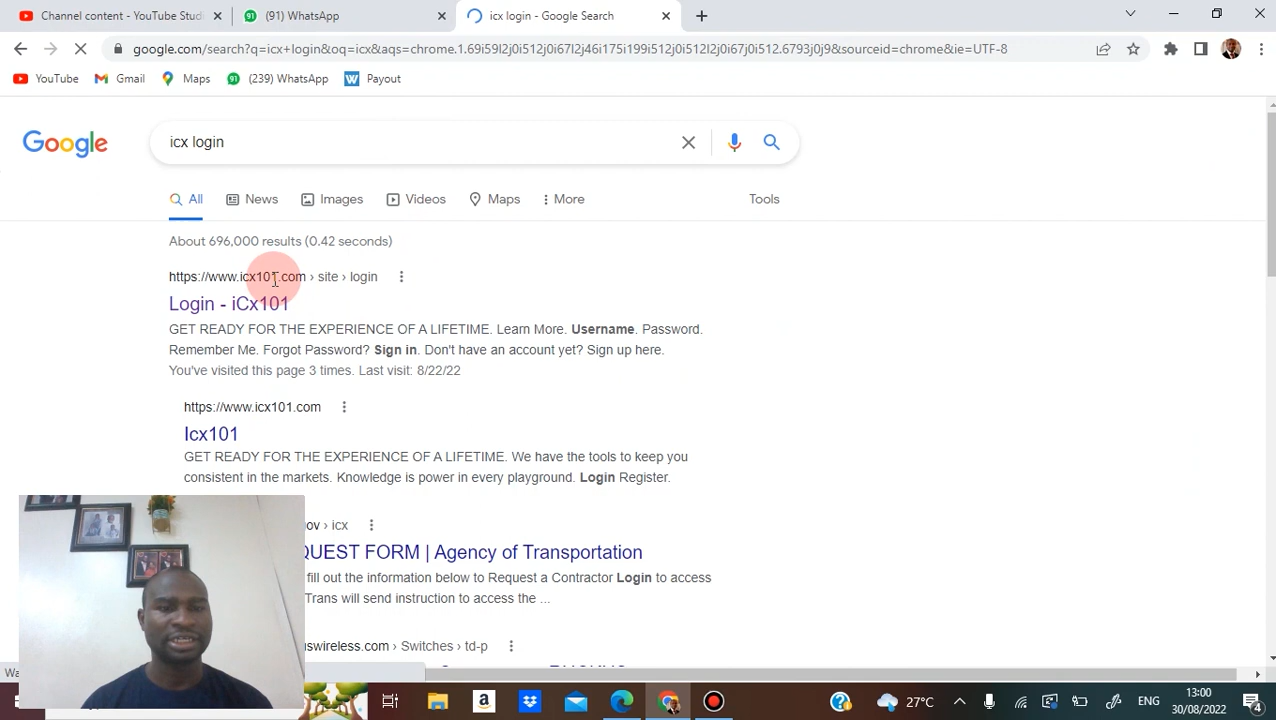 Channel content - YouTube Stud
(91) WhatsApp
icx login - Google Search
google.com/search?q=icx+login&oq=icx&aqs=chrome.1.69i59l2j0i512j0i67l2j46i175i199i512j0i512l2j0i67j0i512.6793j0j9&sourceid=chrome&ie=UTF-8
YouTube
Gmail
Maps
(239) WhatsApp
Payout
Google
icx login
All
News
Images
Videos
Maps
More
Tools
About 696,000 results (0.42 seconds)
https://www.icx101.com › site › login
Login - iCx101
GET READY FOR THE EXPERIENCE OF A LIFETIME. Learn More. Username. Password.
Remember Me. Forgot Password? Sign in. Don't have an account yet? Sign up here.
You've visited this page 3 times. Last visit: 8/22/22
https://www.icx101.com
Icx101
GET READY FOR THE EXPERIENCE OF A LIFETIME. We have the tools to keep you
consistent in the markets. Knowledge is power in every playground. Login Register.
ov › icx
QUEST FORM | Agency of Transportation
fill out the information below to Request a Contractor Login to access
Trans will send instruction to access the ...
uswireless.com › Switches › td-p
Wa
27°C
ENG
13:00
30/08/2022
4